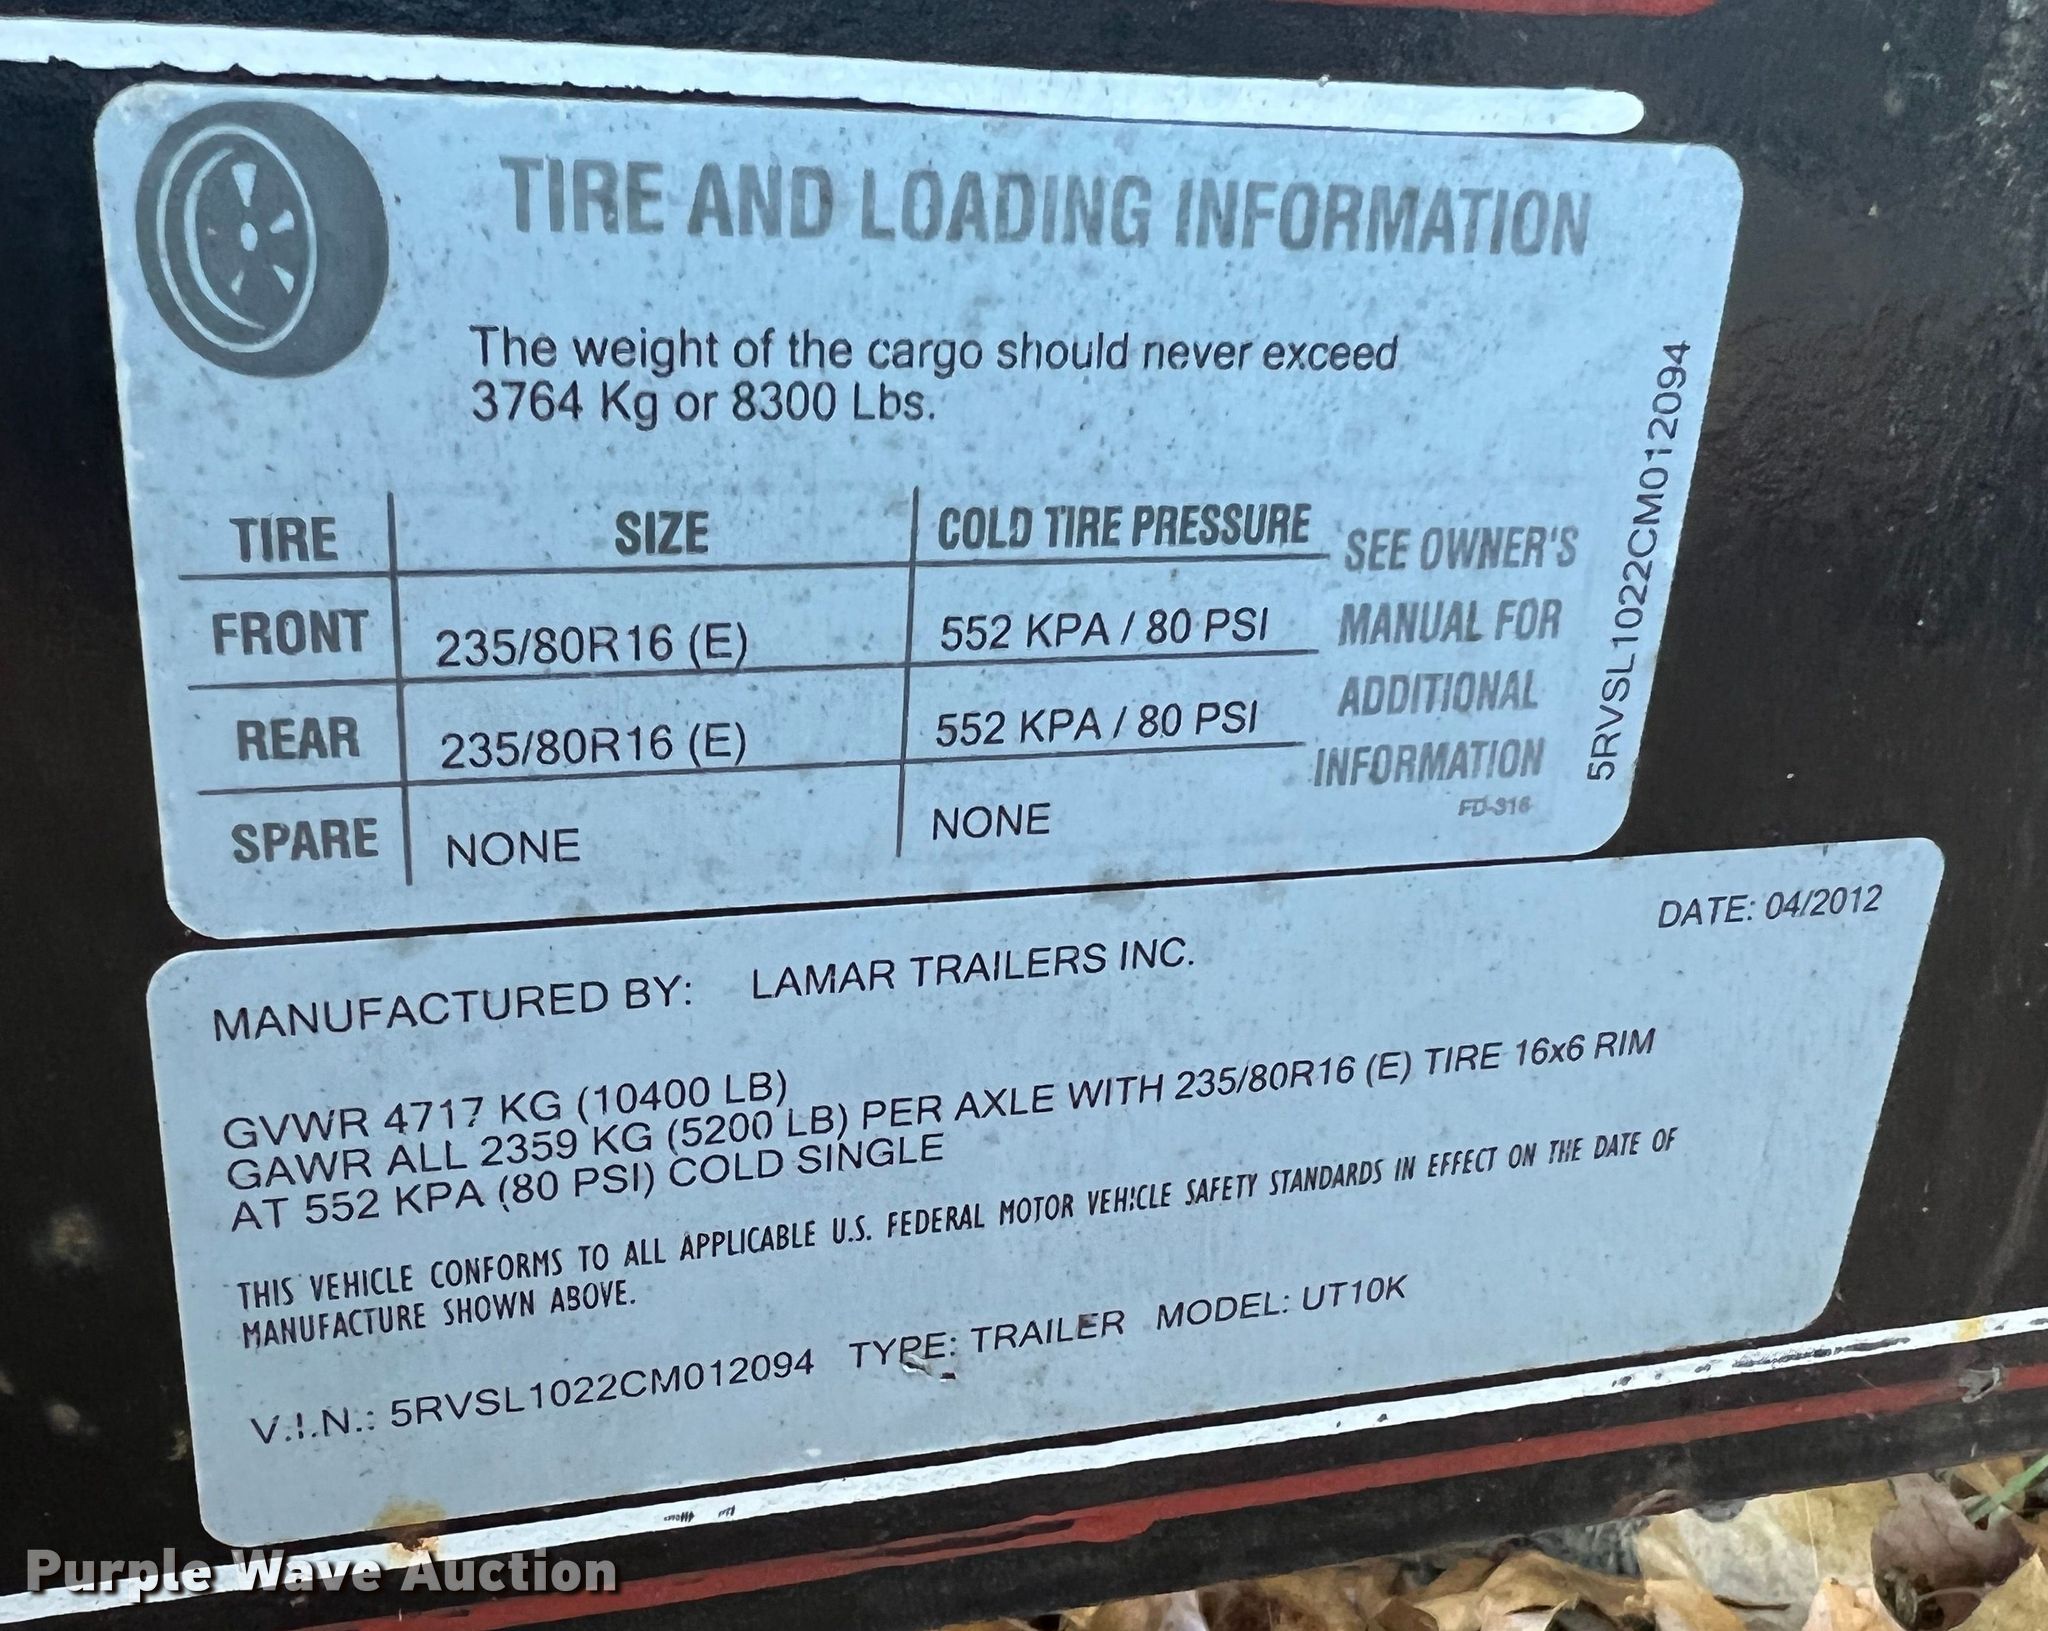 TIRE AND LOADING INFORMATION
The weight of the cargo should never exceed
3764 Kg or 8300 Lbs.
TIRE SIZE COLD TIRE PRESSURE
FRONT 235/80R16 (E) 552 KPA / 80 PSI
REAR 235/80R16 (E) 552 KPA / 80 PSI
SPARE NONE NONE
SEE OWNER'S
MANUAL FOR
ADDITIONAL
INFORMATION
FD-316
5RVSL1022CM012094
DATE: 04/2012
MANUFACTURED BY: LAMAR TRAILERS INC.
GVWR 4717 KG (10400 LB)
GAWR ALL 2359 KG (5200 LB) PER AXLE WITH 235/80R16 (E) TIRE 16x6 RIM
AT 552 KPA (80 PSI) COLD SINGLE
THIS VEHICLE CONFORMS TO ALL APPLICABLE U.S. FEDERAL MOTOR VEHICLE SAFETY STANDARDS IN EFFECT ON THE DATE OF
MANUFACTURE SHOWN ABOVE.
V.I.N.: 5RVSL1022CM012094 TYPE: TRAILER MODEL: UT10K
Purple Wave Auction